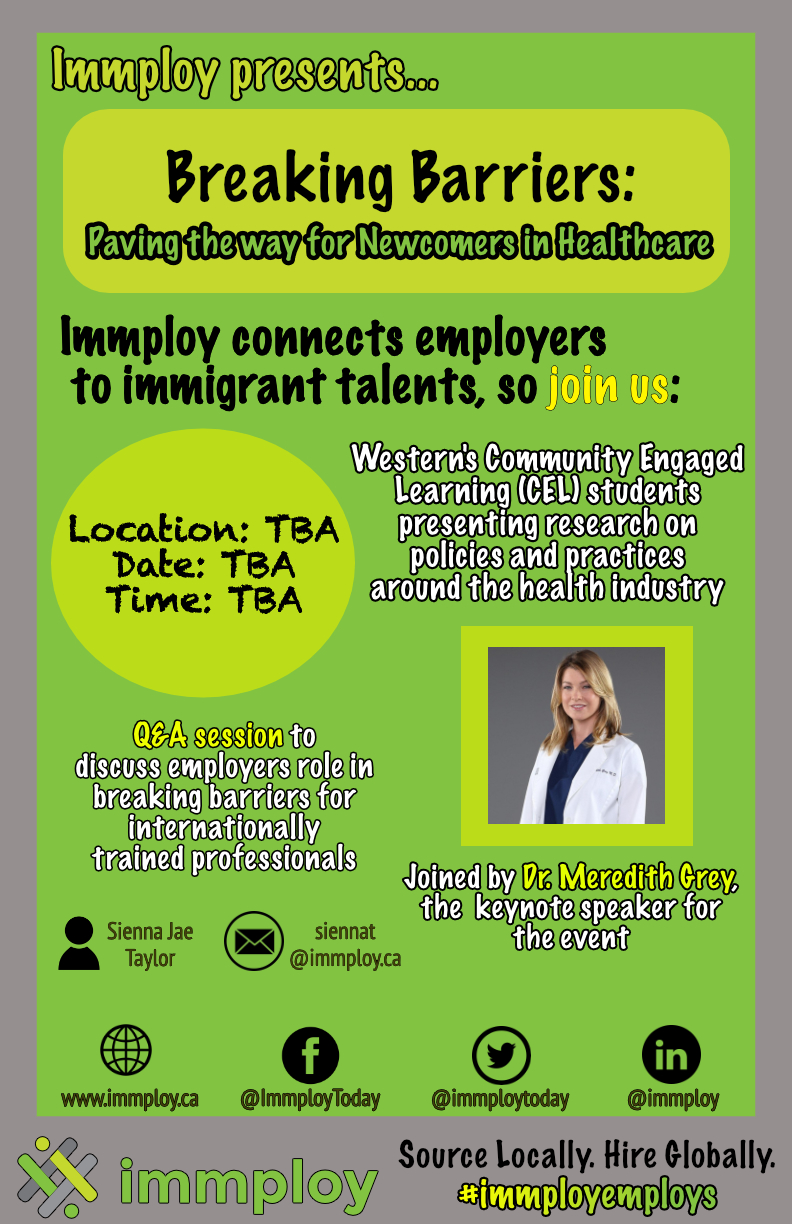 Immploy presents...
Breaking Barriers:
Paving the way for Newcomers in Healthcare
Immploy connects employers
to immigrant talents, so join us:
Location: TBA
Date: TBA
Time: TBA
Western's Community Engaged
Learning (CEL) students
presenting research on
policies and practices
around the health industry
Q&A session to
discuss employers role in
breaking barriers for
internationally
trained professionals
Joined by Dr. Meredith Grey,
the keynote speaker for
the event
Sienna Jae
Taylor
siennat
@immploy.ca
www.immploy.ca
@ImmployToday
@immploytoday
@immploy
immploy
Source Locally. Hire Globally.
#immployemploys